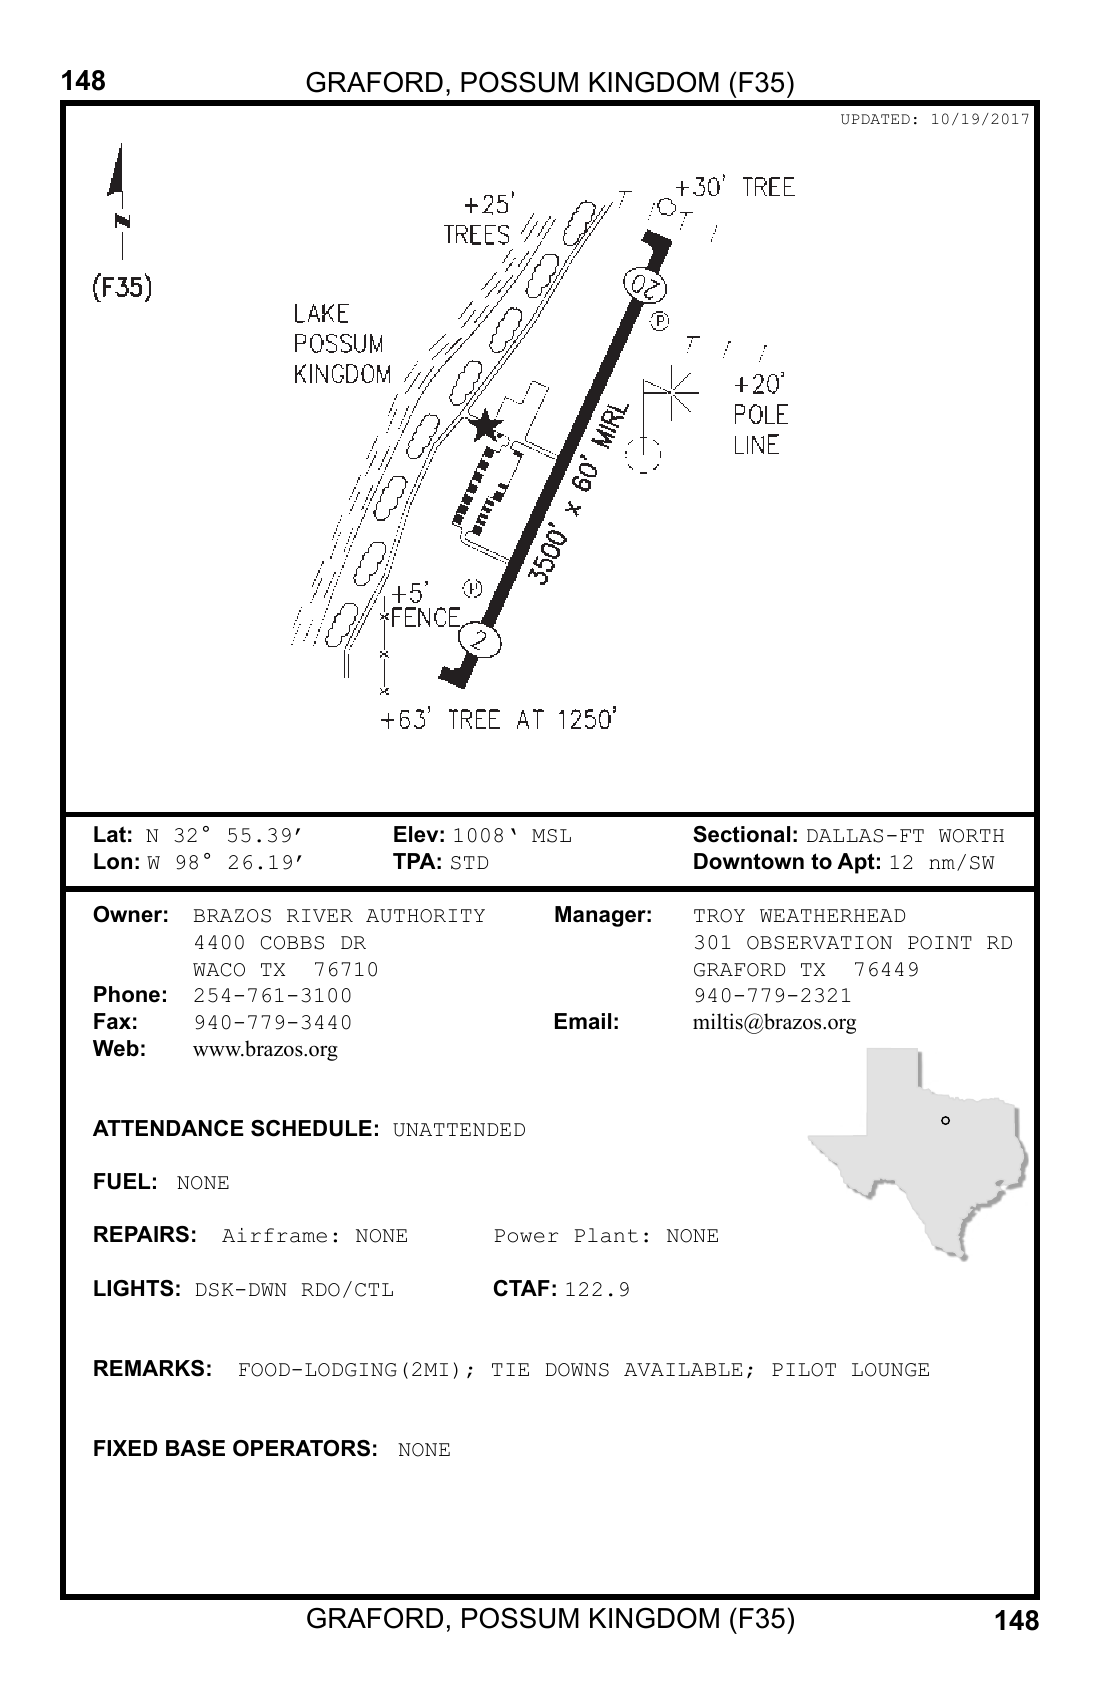 148
GRAFORD, POSSUM KINGDOM (F35)
UPDATED: 10/19/2017
N
(F35)
+25'
TREES
+30' TREE
20
P
LAKE
POSSUM
KINGDOM
+20'
POLE
LINE
3500' x 60' MIRL
+5'
FENCE
2
+63' TREE AT 1250'
Lat: N 32° 55.39′ Elev: 1008‘ MSL Sectional: DALLAS-FT WORTH
Lon: W 98° 26.19′ TPA: STD Downtown to Apt: 12 nm/SW
Owner: BRAZOS RIVER AUTHORITY Manager: TROY WEATHERHEAD
4400 COBBS DR 301 OBSERVATION POINT RD
WACO TX 76710 GRAFORD TX 76449
Phone: 254-761-3100 940-779-2321
Fax: 940-779-3440 Email: miltis@brazos.org
Web: www.brazos.org
ATTENDANCE SCHEDULE: UNATTENDED
FUEL: NONE
REPAIRS: Airframe: NONE Power Plant: NONE
LIGHTS: DSK-DWN RDO/CTL CTAF: 122.9
REMARKS: FOOD-LODGING(2MI); TIE DOWNS AVAILABLE; PILOT LOUNGE
FIXED BASE OPERATORS: NONE
GRAFORD, POSSUM KINGDOM (F35)
148